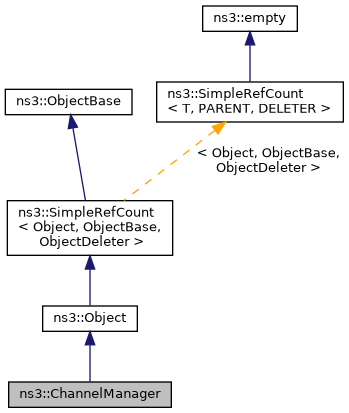 ns3::empty
ns3::SimpleRefCount
< T, PARENT, DELETER >
ns3::ObjectBase
< Object, ObjectBase,
ObjectDeleter >
ns3::SimpleRefCount
< Object, ObjectBase,
ObjectDeleter >
ns3::Object
ns3::ChannelManager